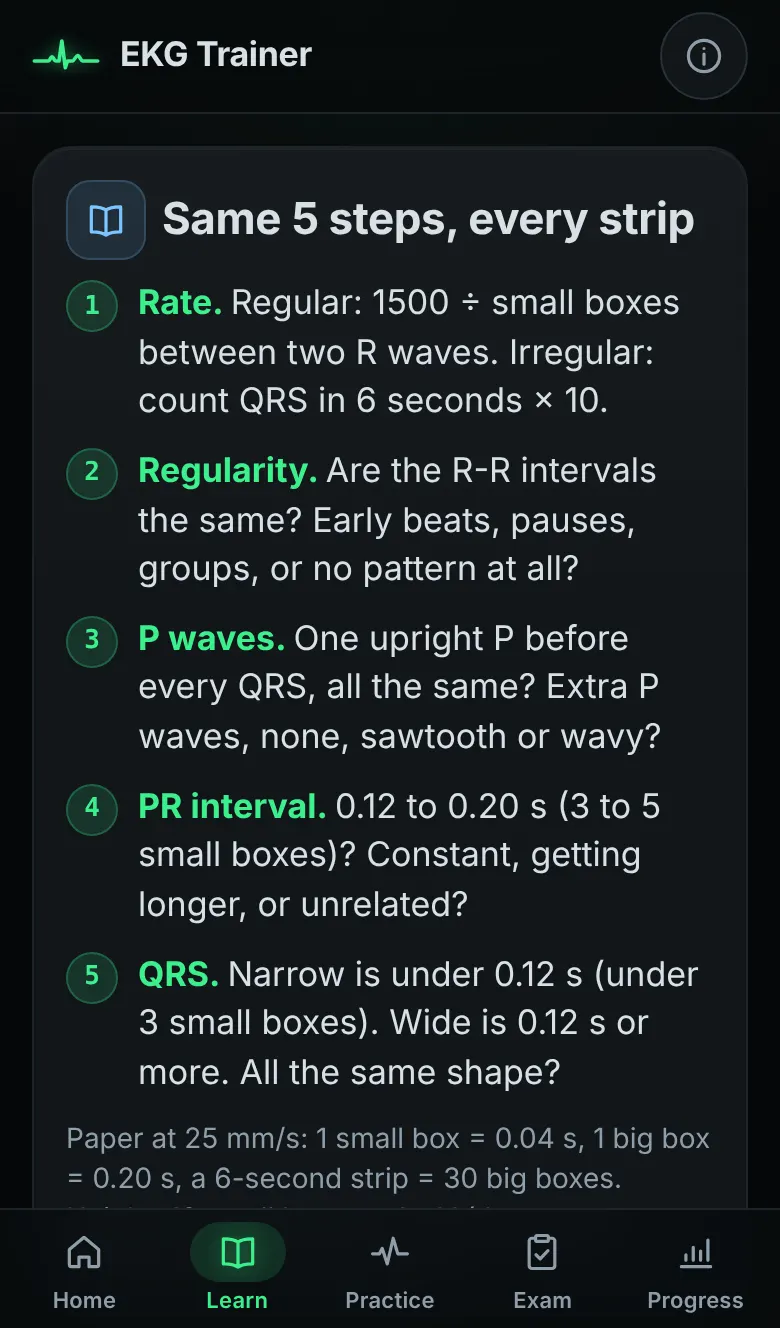 EKG Trainer
Same 5 steps, every strip
1 Rate. Regular: 1500 ÷ small boxes
between two R waves. Irregular:
count QRS in 6 seconds × 10.
2 Regularity. Are the R-R intervals
the same? Early beats, pauses,
groups, or no pattern at all?
3 P waves. One upright P before
every QRS, all the same? Extra P
waves, none, sawtooth or wavy?
4 PR interval. 0.12 to 0.20 s (3 to 5
small boxes)? Constant, getting
longer, or unrelated?
5 QRS. Narrow is under 0.12 s (under
3 small boxes). Wide is 0.12 s or
more. All the same shape?
Paper at 25 mm/s: 1 small box = 0.04 s, 1 big box
= 0.20 s, a 6-second strip = 30 big boxes.
Home Learn Practice Exam Progress